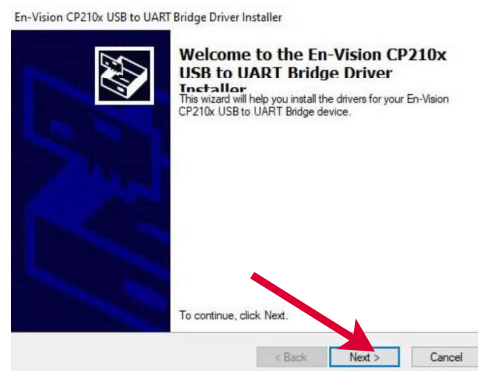 En-Vision CP210x USB to UART Bridge Driver Installer
Welcome to the En-Vision CP210x
USB to UART Bridge Driver
Installer
This wizard will help you install the drivers for your En-Vision
CP210x USB to UART Bridge device.
To continue, click Next.
< Back Next > Cancel